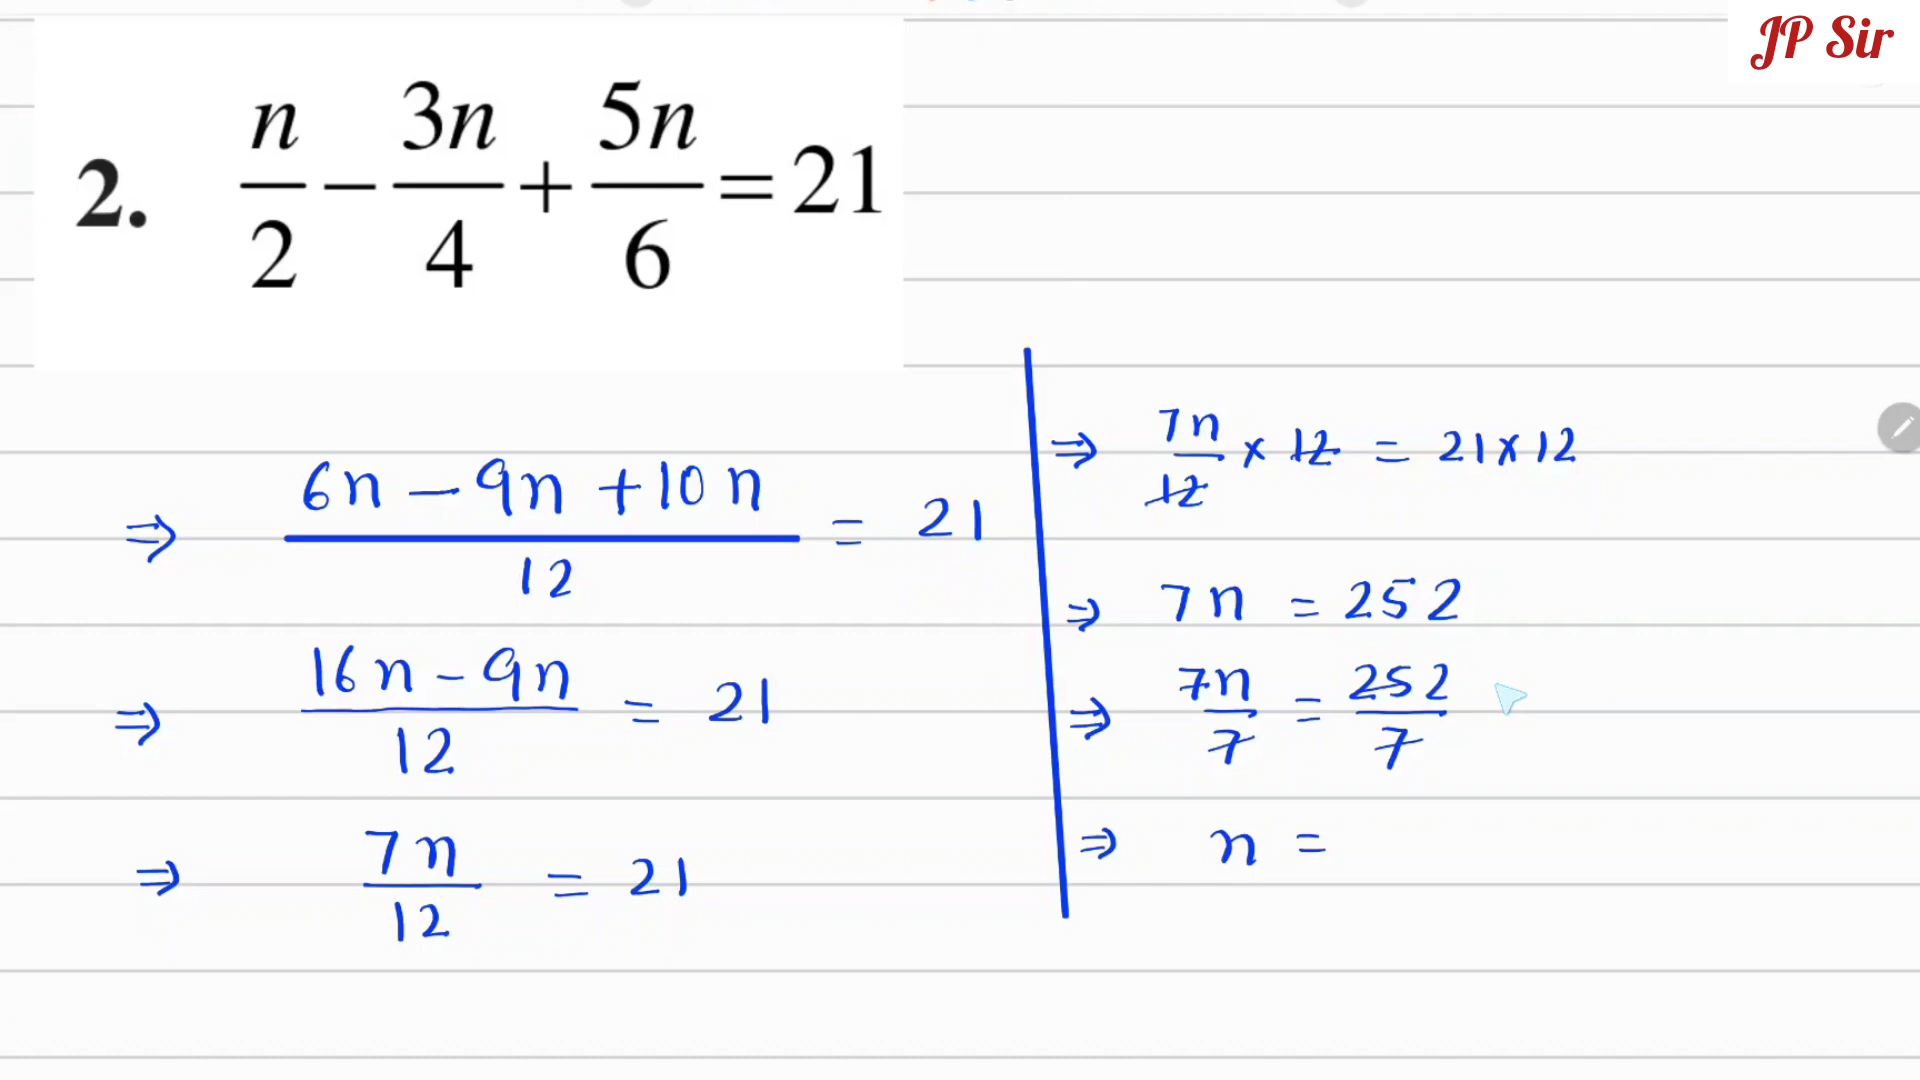 JP Sir
2. n/2 − 3n/4 + 5n/6 = 21
⇒ (6n − 9n + 10n)/12 = 21
⇒ (16n − 9n)/12 = 21
⇒ 7n/12 = 21
⇒ 7n/12 × 12 = 21 × 12
⇒ 7n = 252
⇒ 7n/7 = 252/7
⇒ n =